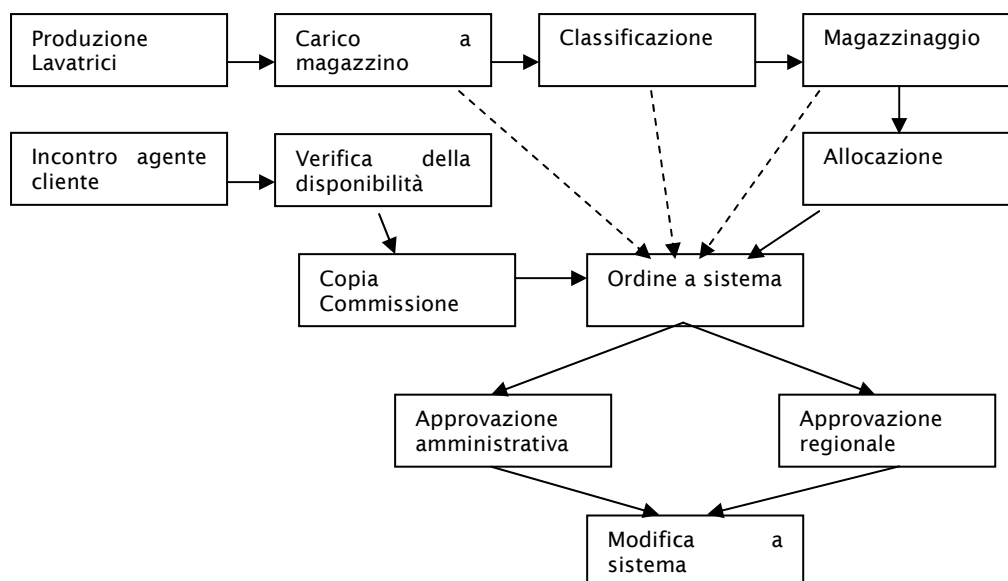 Produzione
Lavatrici
Carico a
magazzino
Classificazione
Magazzinaggio
Incontro agente
cliente
Verifica della
disponibilità
Allocazione
Copia
Commissione
Ordine a sistema
Approvazione
amministrativa
Approvazione
regionale
Modifica a
sistema